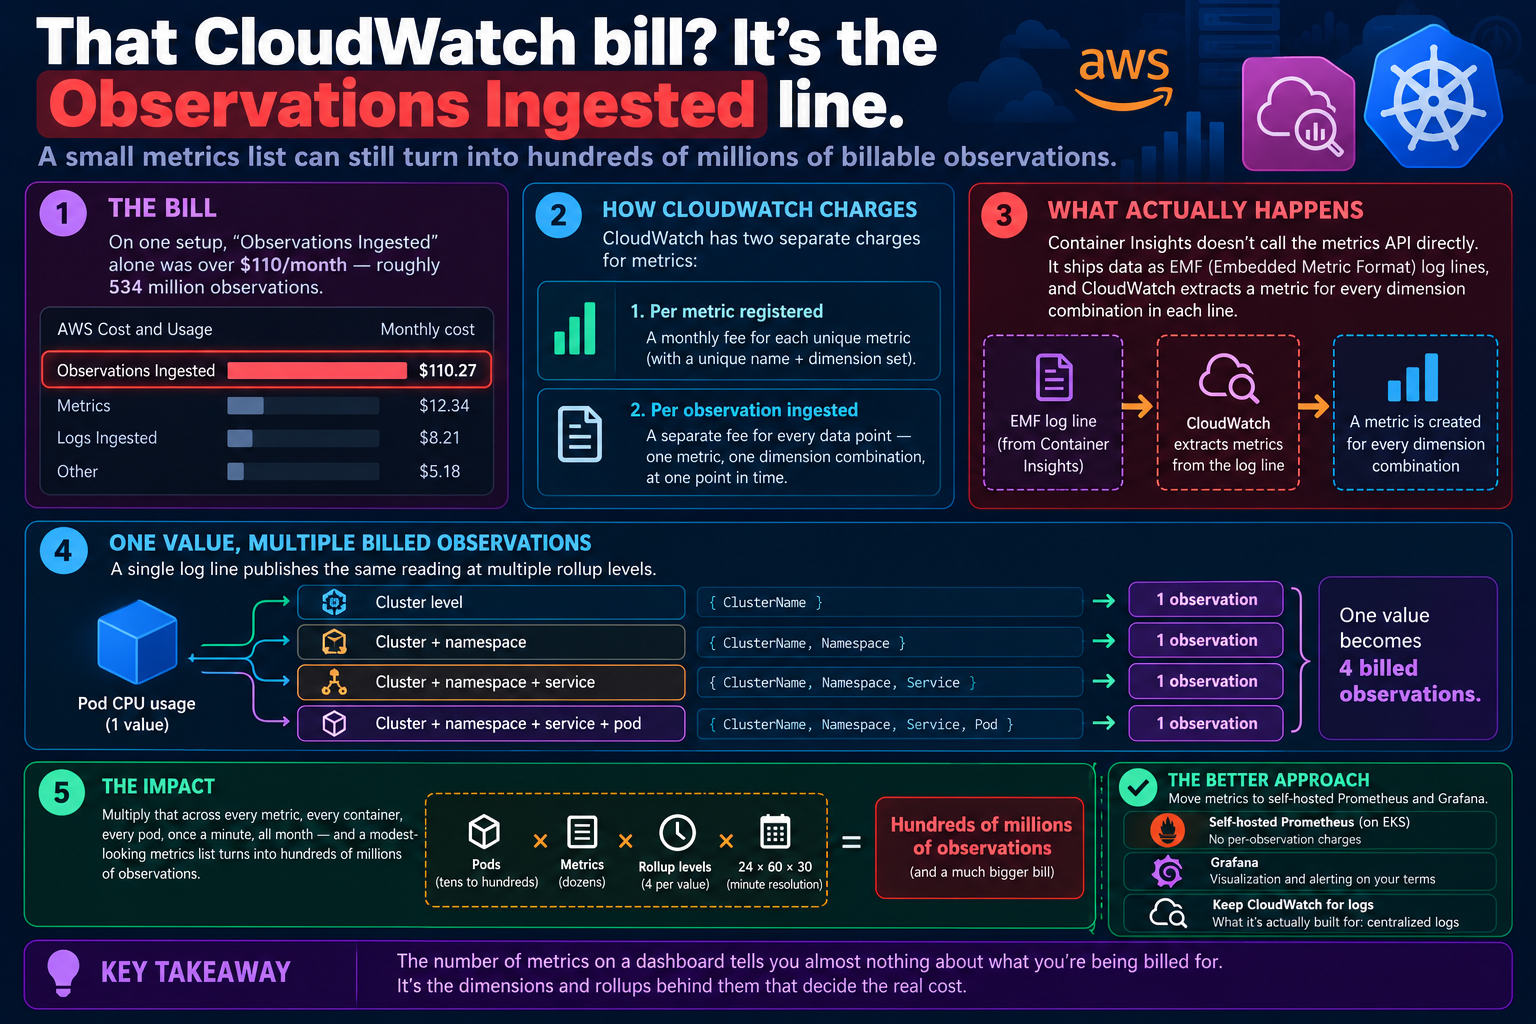 That CloudWatch bill? It's the
Observations Ingested line.
A small metrics list can still turn into hundreds of millions of billable observations.
aws
1 THE BILL
On one setup, “Observations Ingested”
alone was over $110/month — roughly
534 million observations.
AWS Cost and Usage Monthly cost
Observations Ingested $110.27
Metrics $12.34
Logs Ingested $8.21
Other $5.18
2 HOW CLOUDWATCH CHARGES
CloudWatch has two separate charges
for metrics:
1. Per metric registered
A monthly fee for each unique metric
(with a unique name + dimension set).
2. Per observation ingested
A separate fee for every data point —
one metric, one dimension combination,
at one point in time.
3 WHAT ACTUALLY HAPPENS
Container Insights doesn't call the metrics API directly.
It ships data as EMF (Embedded Metric Format) log lines,
and CloudWatch extracts a metric for every dimension
combination in each line.
EMF log line
(from Container
Insights)
CloudWatch
extracts metrics
from the log line
A metric is created
for every dimension
combination
4 ONE VALUE, MULTIPLE BILLED OBSERVATIONS
A single log line publishes the same reading at multiple rollup levels.
Pod CPU usage
(1 value)
Cluster level { ClusterName } → 1 observation
Cluster + namespace { ClusterName, Namespace } → 1 observation
Cluster + namespace + service { ClusterName, Namespace, Service } → 1 observation
Cluster + namespace + service + pod { ClusterName, Namespace, Service, Pod } → 1 observation
One value
becomes
4 billed
observations.
5 THE IMPACT
Multiply that across every metric, every container,
every pod, once a minute, all month — and a modest-
looking metrics list turns into hundreds of millions
of observations.
Pods
(tens to hundreds)
×
Metrics
(dozens)
×
Rollup levels
(4 per value)
×
24 × 60 × 30
(minute resolution)
=
Hundreds of millions
of observations
(and a much bigger bill)
THE BETTER APPROACH
Move metrics to self-hosted Prometheus and Grafana.
Self-hosted Prometheus (on EKS)
No per-observation charges
Grafana
Visualization and alerting on your terms
Keep CloudWatch for logs
What it's actually built for: centralized logs
KEY TAKEAWAY
The number of metrics on a dashboard tells you almost nothing about what you're being billed for.
It's the dimensions and rollups behind them that decide the real cost.